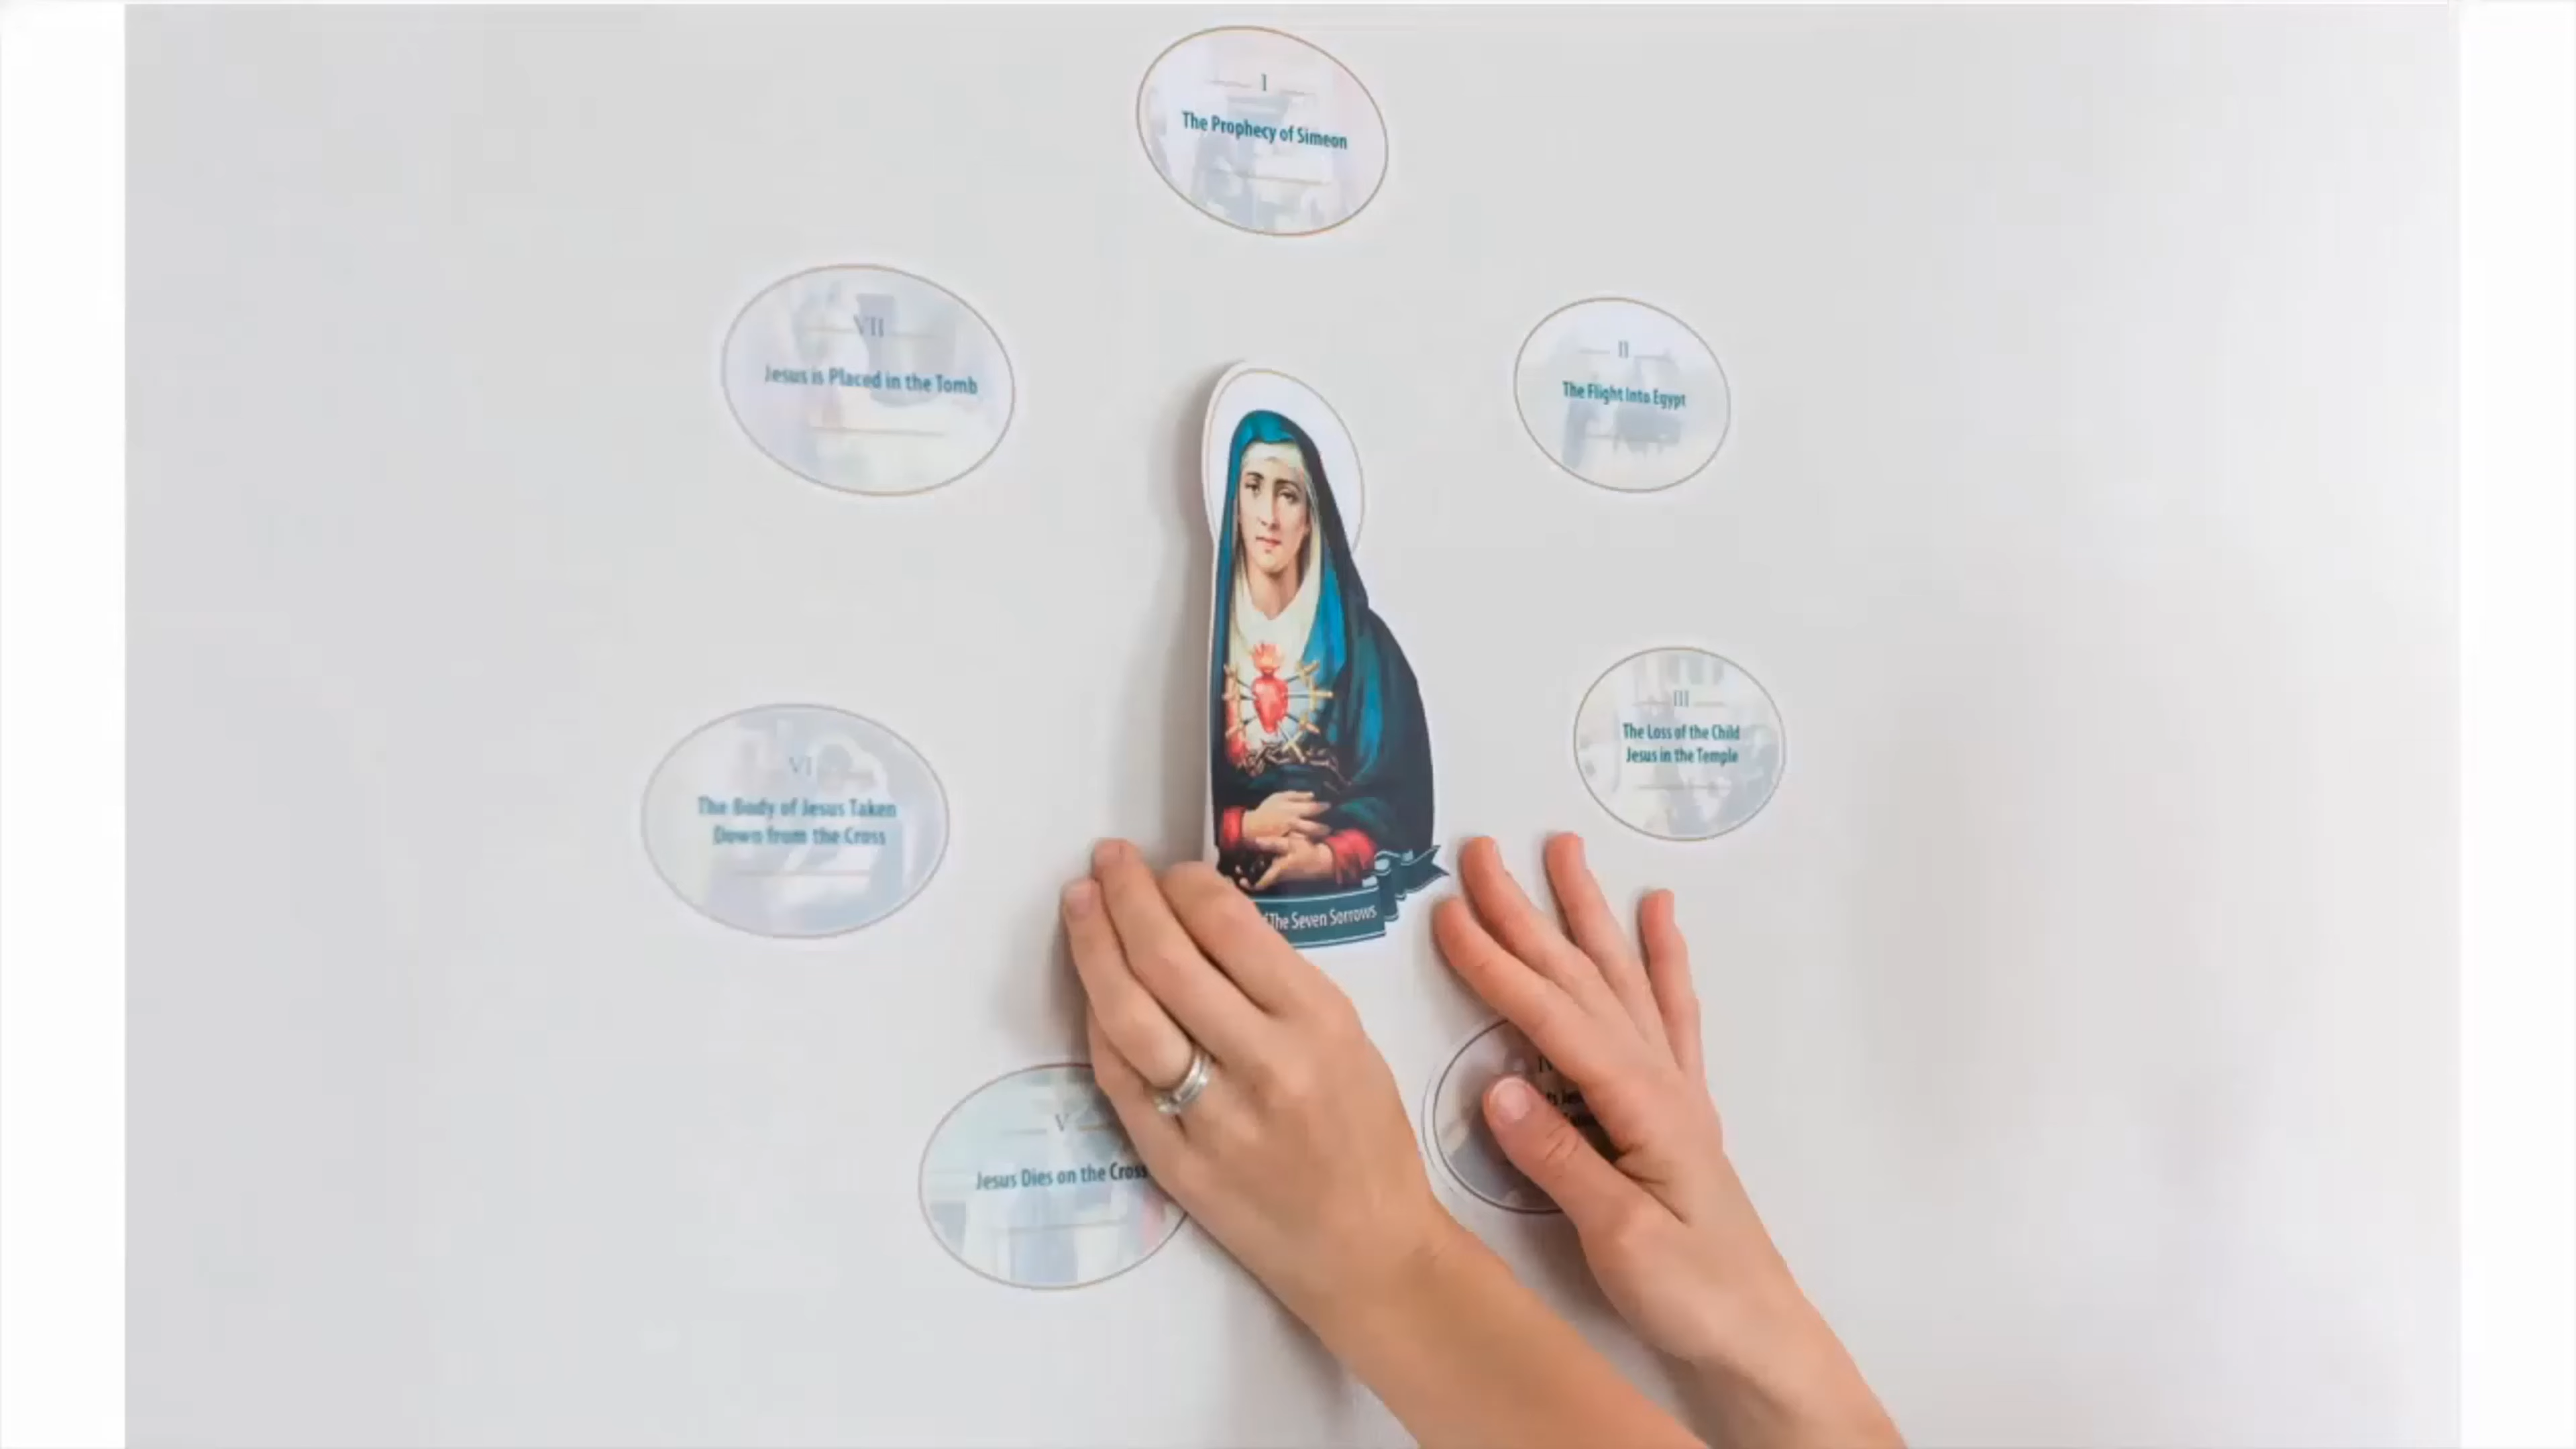 I
The Prophecy of Simeon
II
The Flight Into Egypt
III
The Loss of the Child
Jesus in the Temple
V
Jesus Dies on the Cross
VI
The Body of Jesus Taken
Down from the Cross
VII
Jesus is Placed in the Tomb
The Seven Sorrows